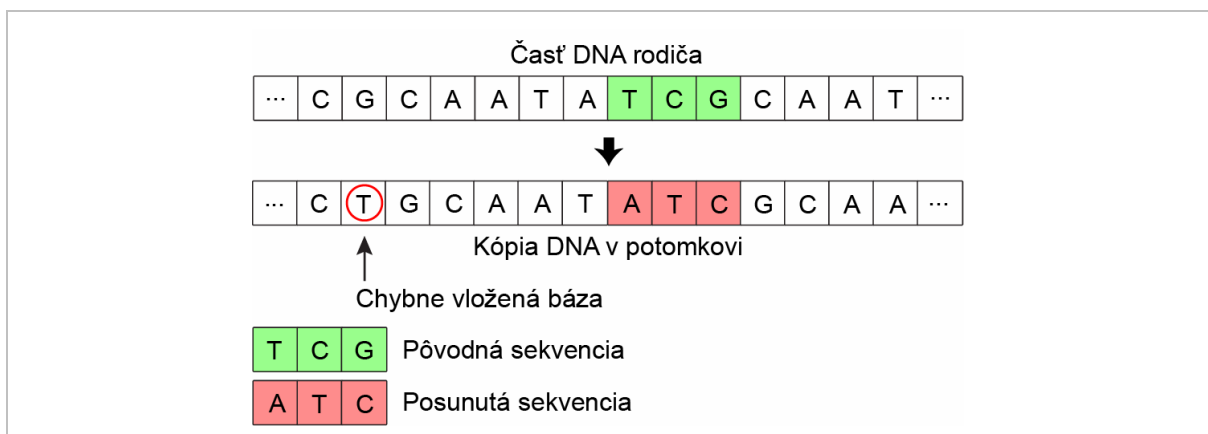 Časť DNA rodiča
... C G C A A T A T C G C A A T ...
... C T G C A A T A T C G C A A ...
Kópia DNA v potomkovi
Chybne vložená báza
T C G Pôvodná sekvencia
A T C Posunutá sekvencia